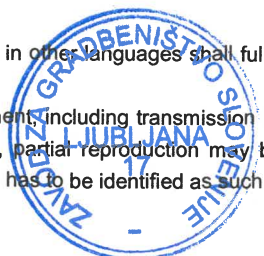 in other languages shall ful
ent, including transmission
, partial reproduction may b
has to be identified as such
ZAVOD ZA GRADBENIŠTVO SLOVENIJE
LJUBLJANA
17